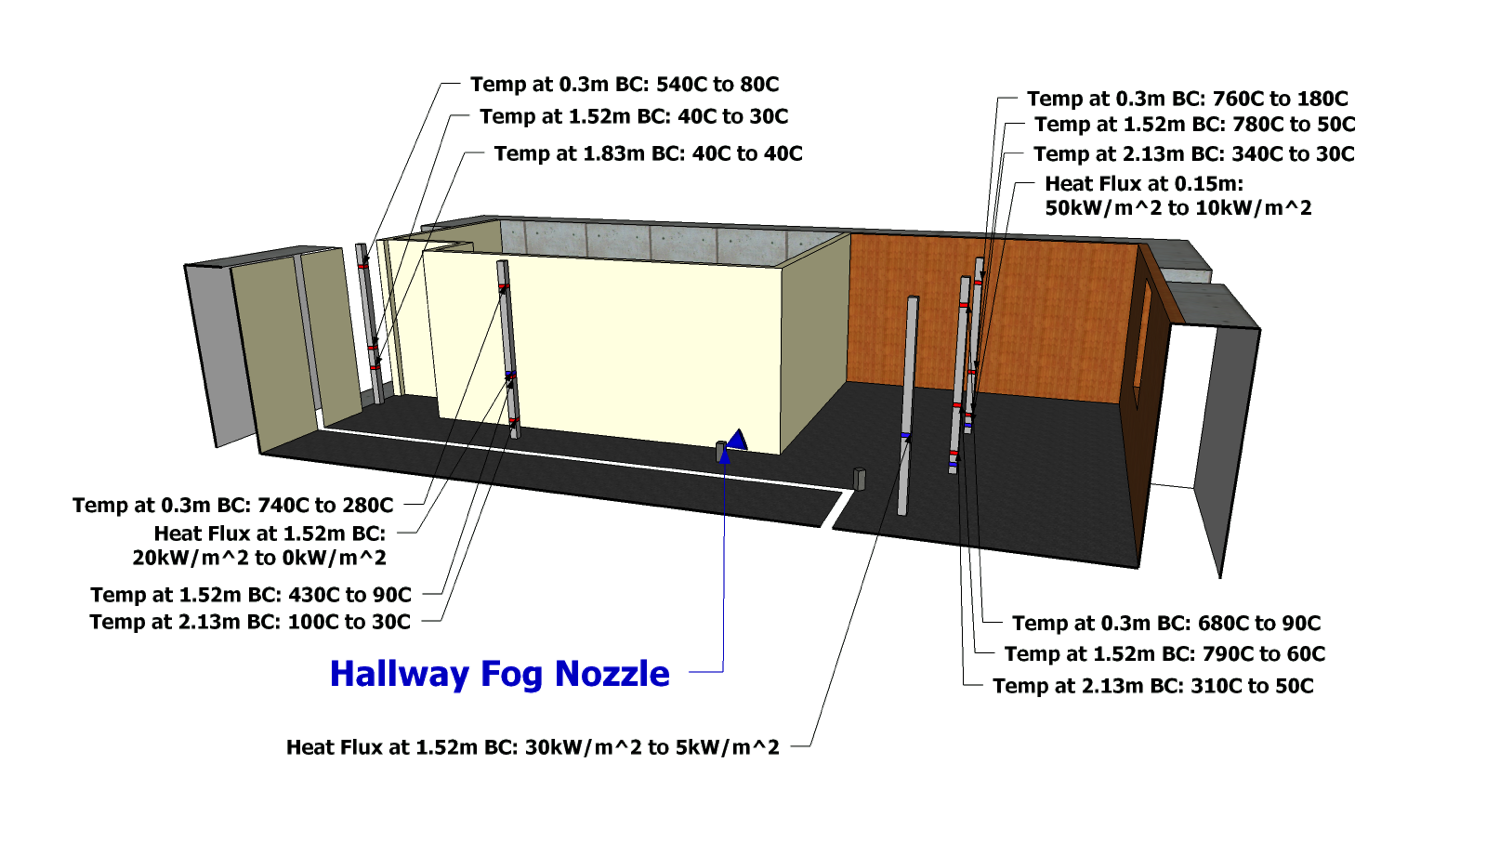 Temp at 0.3m BC: 540C to 80C
Temp at 1.52m BC: 40C to 30C
Temp at 1.83m BC: 40C to 40C
Temp at 0.3m BC: 760C to 180C
Temp at 1.52m BC: 780C to 50C
Temp at 2.13m BC: 340C to 30C
Heat Flux at 0.15m:
50kW/m^2 to 10kW/m^2
Temp at 0.3m BC: 740C to 280C
Heat Flux at 1.52m BC:
20kW/m^2 to 0kW/m^2
Temp at 1.52m BC: 430C to 90C
Temp at 2.13m BC: 100C to 30C
Hallway Fog Nozzle
Heat Flux at 1.52m BC: 30kW/m^2 to 5kW/m^2
Temp at 0.3m BC: 680C to 90C
Temp at 1.52m BC: 790C to 60C
Temp at 2.13m BC: 310C to 50C